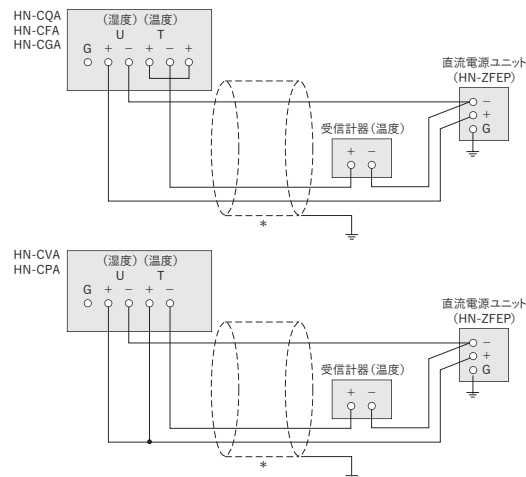 HN-CQA
HN-CFA
HN-CGA
(湿度) (温度)
U T
G + − + − +
直流電源ユニット
(HN-ZFEP)
−
+
G
受信計器(温度)
+ −
*
HN-CVA
HN-CPA
(湿度) (温度)
U T
G + − + −
直流電源ユニット
(HN-ZFEP)
−
+
G
受信計器(温度)
+ −
*